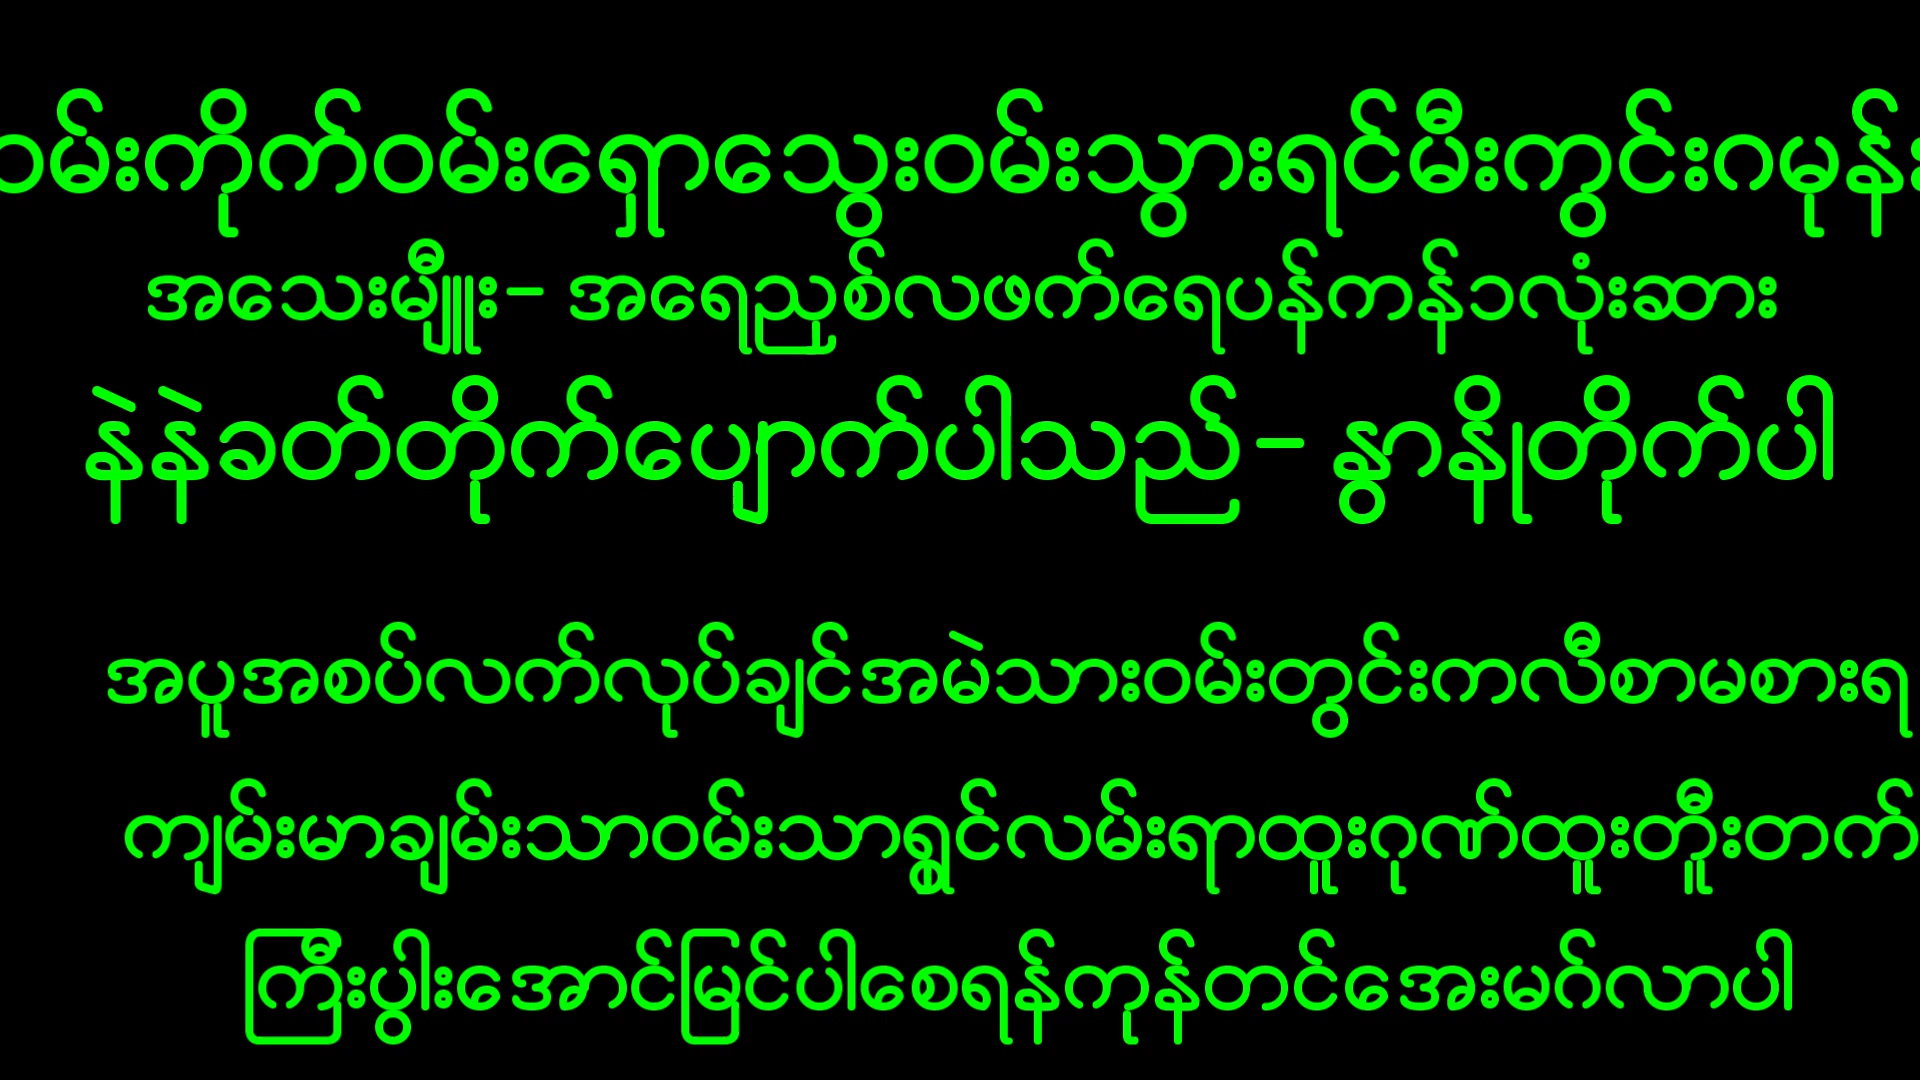 ဝမ်းကိုက်ဝမ်းရှောသွေးဝမ်းသွားရင်မီးကွင်းဂမုန်း
အသေးမျှီူး- အရေညှစ်လဖက်ရေပန်ကန်၁လုံးဆား
နဲနဲခတ်တိုက်ပျောက်ပါသည် - နွှာနို့တိုက်ပါ
အပူအစပ်လက်လုပ်ချင်အမဲသားဝမ်းတွင်းကလီစာမစားရ
ကျမ်းမာချမ်းသာဝမ်းသာရွှင်လမ်းရာထူးဂုဏ်ထူးတိုးတက်
ကြီးပွါးအောင်မြင်ပါစေရန်ကုန်တင်အေးမဂ်လာပါ